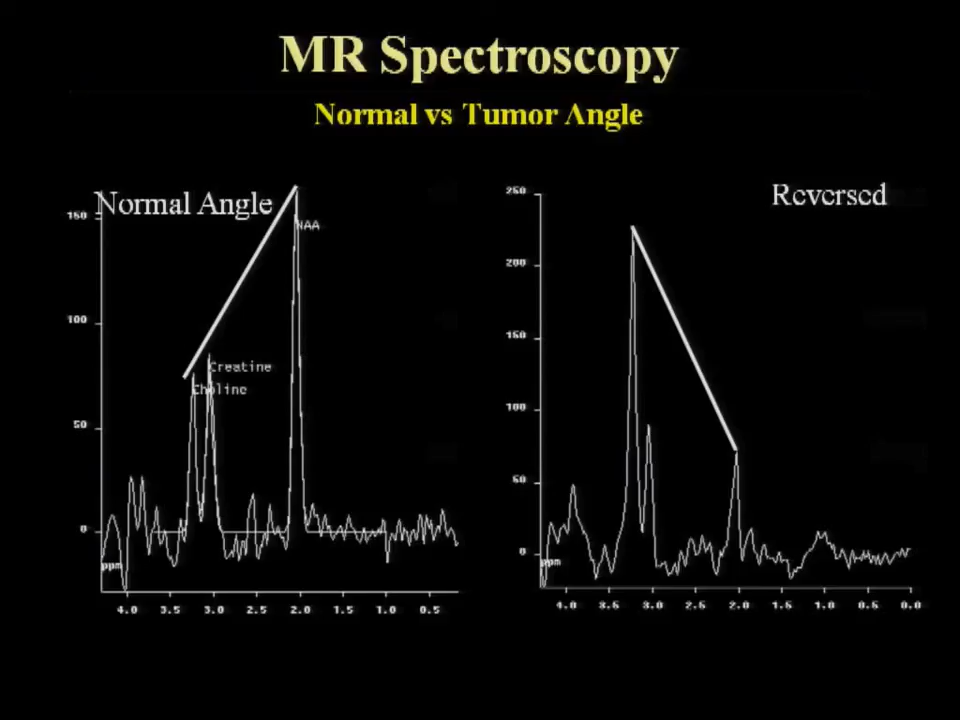 MR Spectroscopy
Normal vs Tumor Angle
Normal Angle
150
100
50
0
NAA
Creatine
Choline
ppm
4.0 3.5 3.0 2.5 2.0 1.5 1.0 0.5
Reversed
250
200
150
100
50
0
ppm
4.0 3.5 3.0 2.5 2.0 1.5 1.0 0.5 0.0